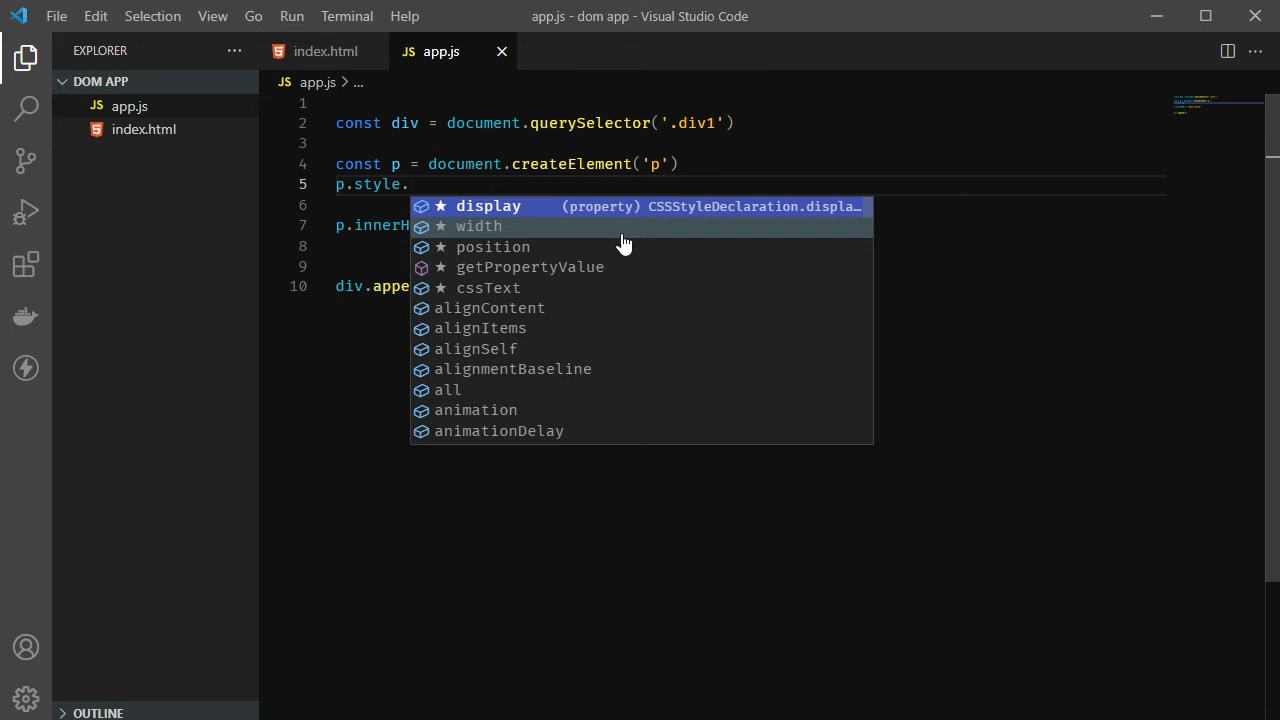 File Edit Selection View Go Run Terminal Help app.js - dom app - Visual Studio Code
EXPLORER
DOM APP
JS app.js
index.html
OUTLINE
index.html JS app.js
JS app.js > ...
1
2 const div = document.querySelector('.div1')
3
4 const p = document.createElement('p')
5 p.style.
6
7 p.innerH
8
9
10 div.appe
display (property) CSSStyleDeclaration.displa…
width
position
getPropertyValue
cssText
alignContent
alignItems
alignSelf
alignmentBaseline
all
animation
animationDelay